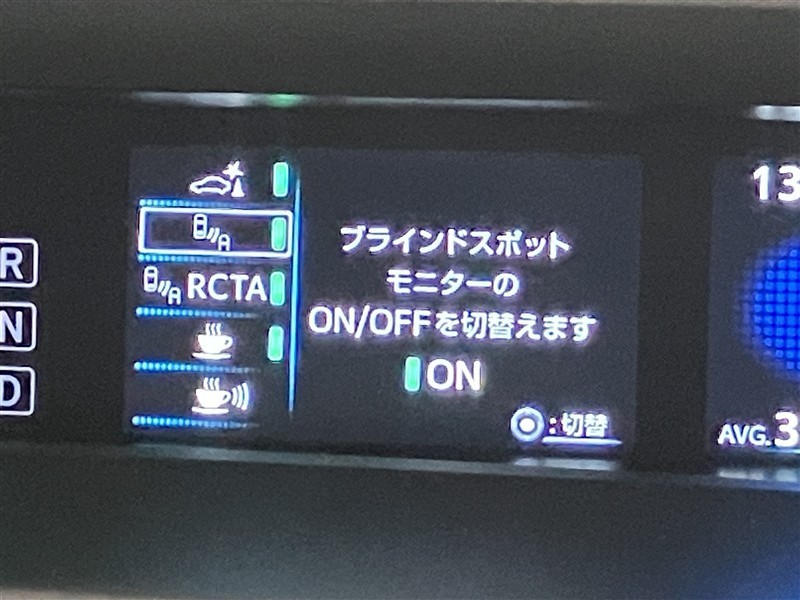 R
N
D
RCTA
ブラインドスポット
モニターの
ON/OFFを切替えます
ON
:切替
13
AVG.3